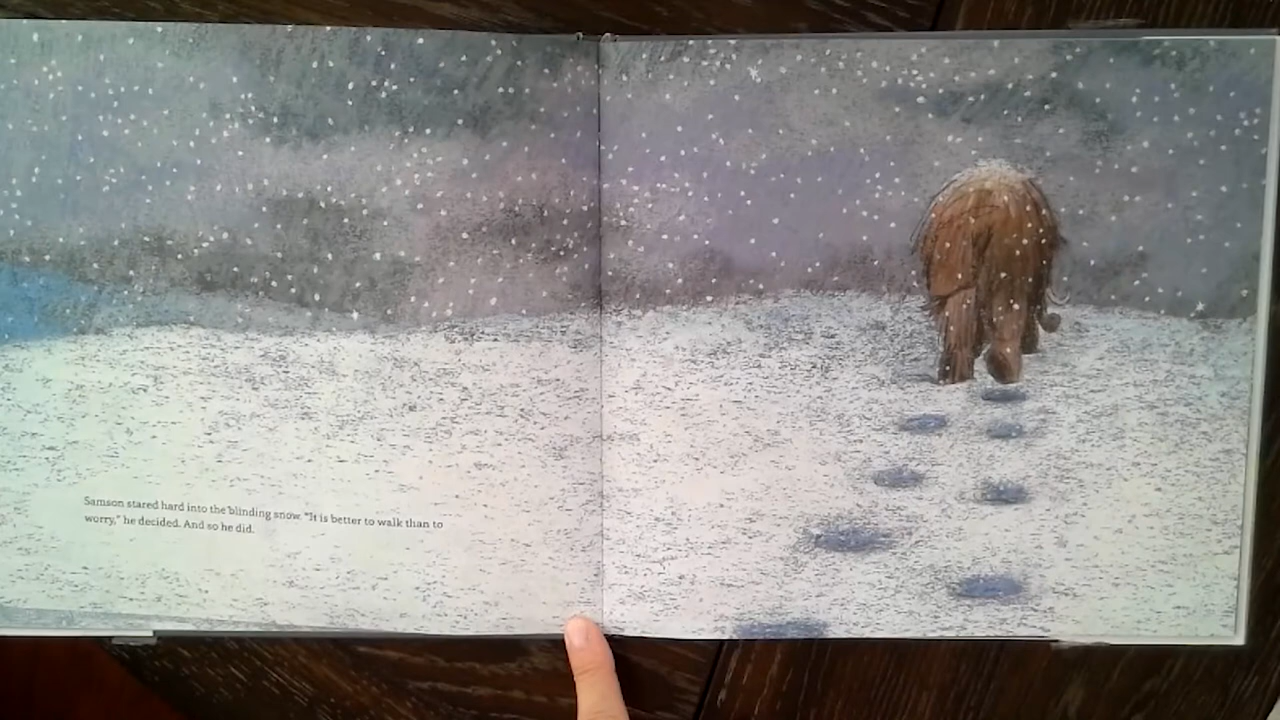 Samson stared hard into the blinding snow. "It is better to walk than to
worry," he decided. And so he did.